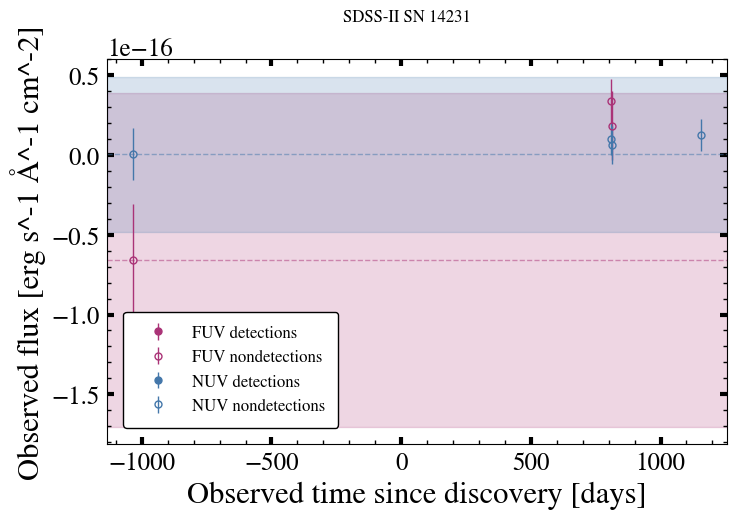 SDSS-II SN 14231
1e−16
Observed flux [erg s^-1 Å^-1 cm^-2]
0.5
0.0
−0.5
−1.0
−1.5
FUV detections
FUV nondetections
NUV detections
NUV nondetections
−1000 −500 0 500 1000
Observed time since discovery [days]